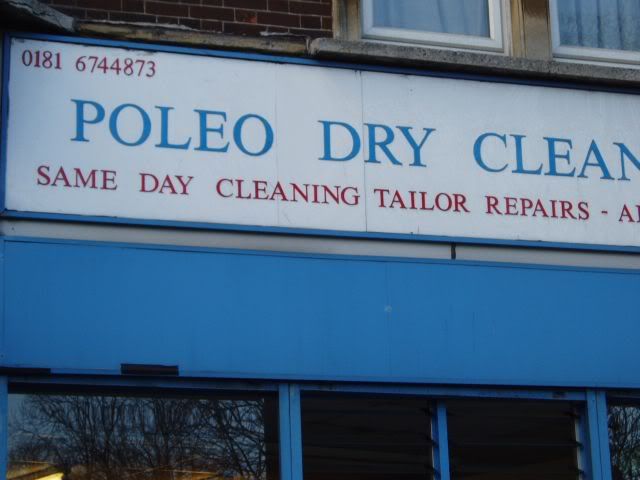 0181 6744873
POLEO DRY CLEAN
SAME DAY CLEANING TAILOR REPAIRS - A